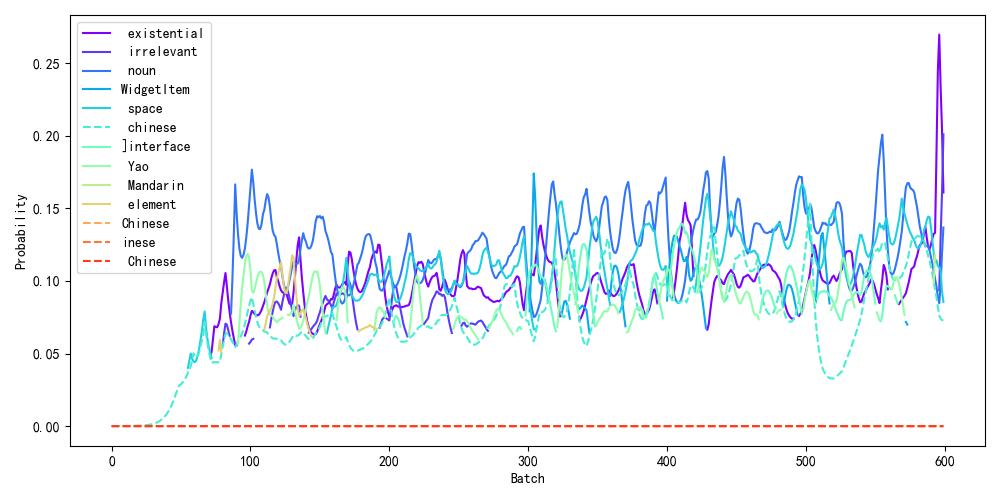 existential
irrelevant
noun
WidgetItem
space
chinese
]interface
Yao
Mandarin
element
Chinese
inese
Chinese
0.25
0.20
0.15
0.10
0.05
0.00
Probability
0 100 200 300 400 500 600
Batch